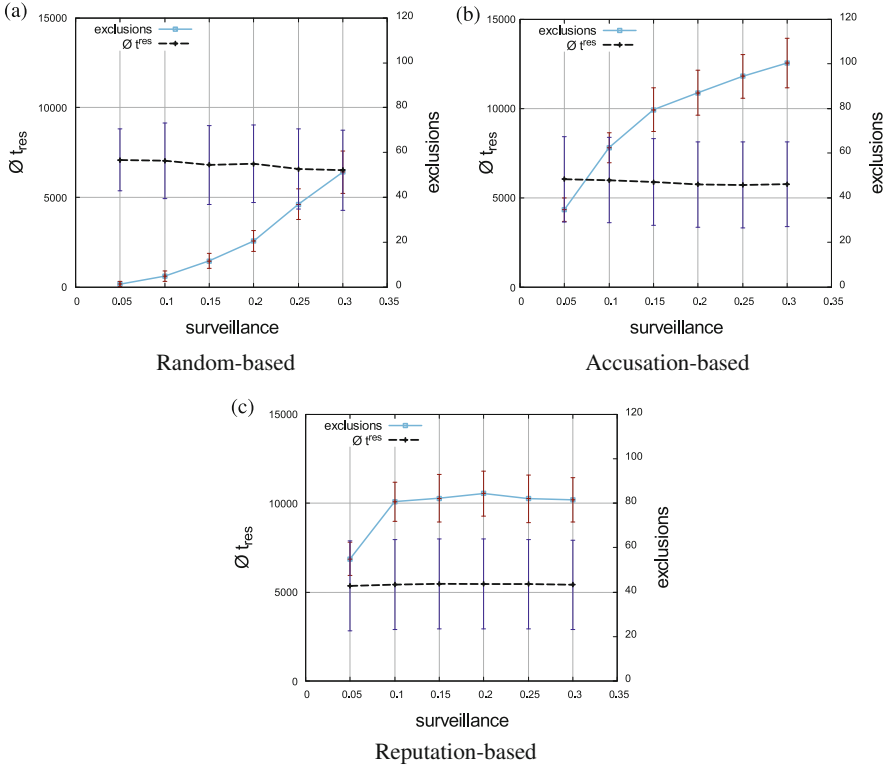 (a)
exclusions
Ø t^res
15000
10000
5000
0
Ø t_res
120
100
80
60
40
20
0
exclusions
0 0.05 0.1 0.15 0.2 0.25 0.3 0.35
surveillance
Random-based
(b)
exclusions
Ø t^res
15000
10000
5000
0
Ø t_res
120
100
80
60
40
20
0
exclusions
0 0.05 0.1 0.15 0.2 0.25 0.3 0.35
surveillance
Accusation-based
(c)
exclusions
Ø t^res
15000
10000
5000
0
Ø t_res
120
100
80
60
40
20
0
exclusions
0 0.05 0.1 0.15 0.2 0.25 0.3 0.35
surveillance
Reputation-based